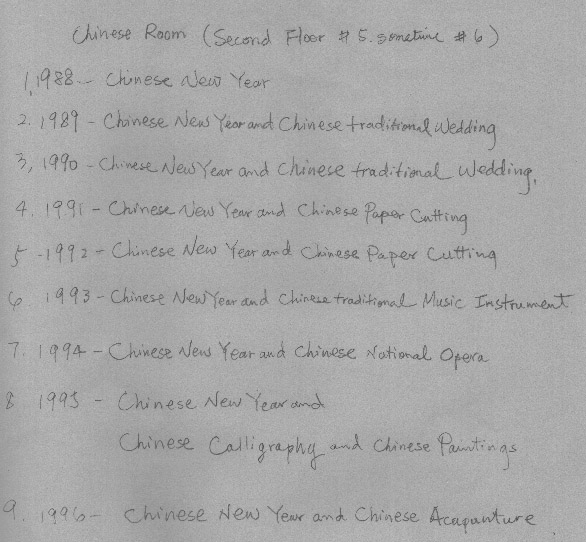 Chinese Room (Second Floor # 5. sometime # 6)
1, 1988 - Chinese New Year
2. 1989 - Chinese New Year and Chinese traditional Wedding
3, 1990 - Chinese New Year and Chinese traditional Wedding.
4. 1991 - Chinese New Year and Chinese Paper Cutting
5 - 1992 - Chinese New Year and Chinese Paper Cutting
6. 1993 - Chinese New Year and Chinese traditional Music Instrument
7. 1994 - Chinese New Year and Chinese National Opera
8 1995 - Chinese New Year and
Chinese Calligraphy and Chinese Paintings
9. 1996 - Chinese New Year and Chinese Acapunture